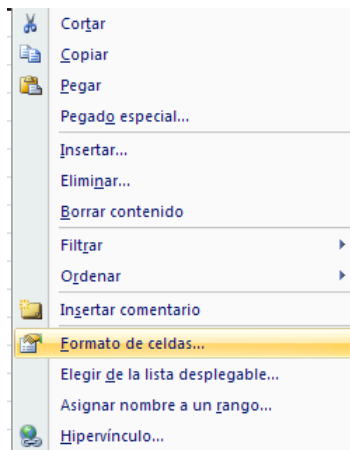 Cortar
Copiar
Pegar
Pegado especial...
Insertar...
Eliminar...
Borrar contenido
Filtrar
Ordenar
Insertar comentario
Formato de celdas...
Elegir de la lista desplegable...
Asignar nombre a un rango...
Hipervínculo...